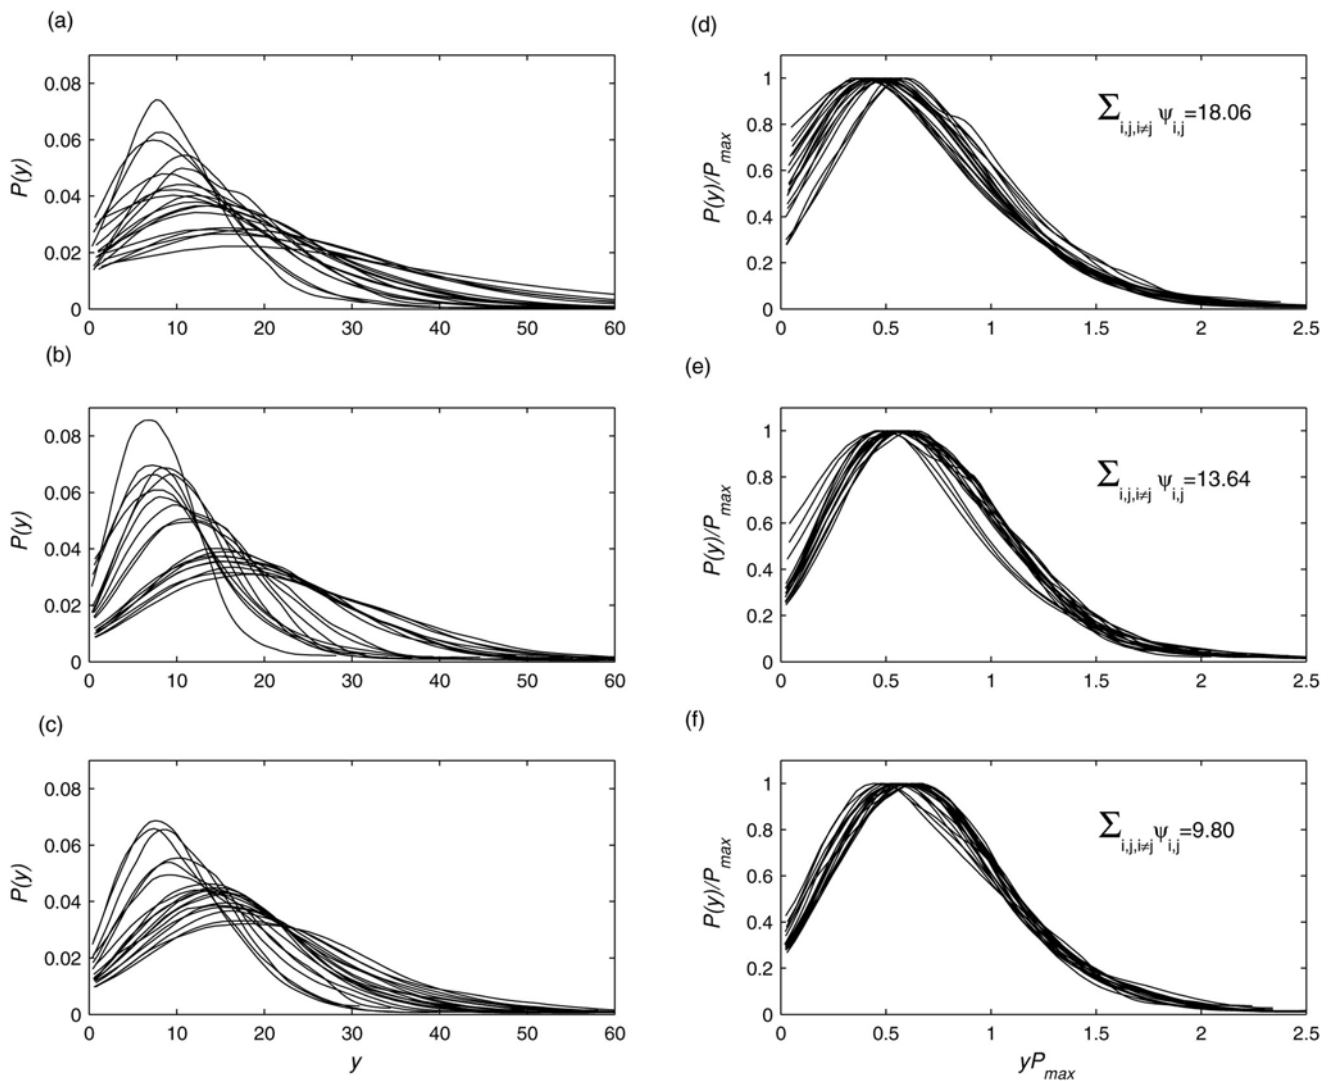 (a)
0.08
0.06
0.04
0.02
0
P(y)
0 10 20 30 40 50 60
(d)
1
0.8
0.6
0.4
0.2
0
P(y)/Pmax
0 0.5 1 1.5 2 2.5
Σi,j,i≠j ψi,j=18.06
(b)
0.08
0.06
0.04
0.02
0
P(y)
0 10 20 30 40 50 60
(e)
1
0.8
0.6
0.4
0.2
0
P(y)/Pmax
0 0.5 1 1.5 2 2.5
Σi,j,i≠j ψi,j=13.64
(c)
0.08
0.06
0.04
0.02
0
P(y)
0 10 20 30 40 50 60
y
(f)
1
0.8
0.6
0.4
0.2
0
P(y)/Pmax
0 0.5 1 1.5 2 2.5
Σi,j,i≠j ψi,j=9.80
yPmax